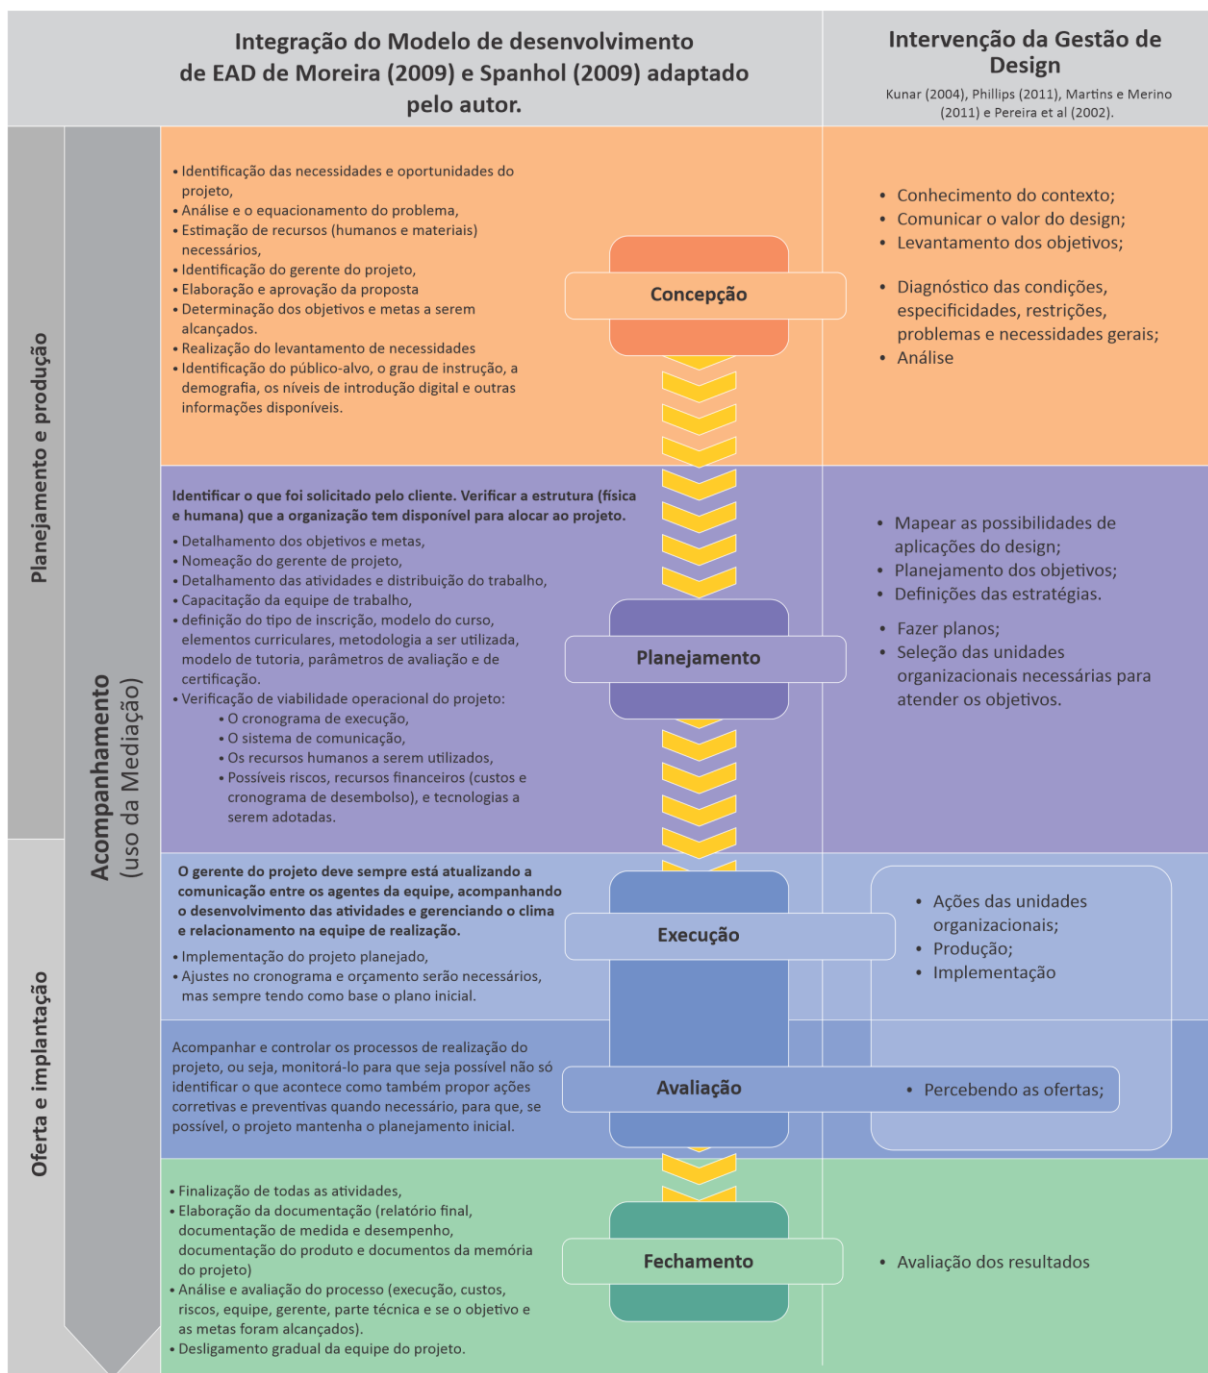 Integração do Modelo de desenvolvimento
de EAD de Moreira (2009) e Spanhol (2009) adaptado
pelo autor.
Intervenção da Gestão de
Design
Kunar (2004), Phillips (2011), Martins e Merino
(2011) e Pereira et al (2002).
Planejamento e produção
Oferta e implantação
Acompanhamento
(uso da Mediação)
• Identificação das necessidades e oportunidades do
projeto,
• Análise e o equacionamento do problema,
• Estimação de recursos (humanos e materiais)
necessários,
• Identificação do gerente do projeto,
• Elaboração e aprovação da proposta
• Determinação dos objetivos e metas a serem
alcançados.
• Realização do levantamento de necessidades
• Identificação do público-alvo, o grau de instrução, a
demografia, os níveis de introdução digital e outras
informações disponíveis.
Concepção
• Conhecimento do contexto;
• Comunicar o valor do design;
• Levantamento dos objetivos;
• Diagnóstico das condições,
especificidades, restrições,
problemas e necessidades gerais;
• Análise
Identificar o que foi solicitado pelo cliente. Verificar a estrutura (física
e humana) que a organização tem disponível para alocar ao projeto.
• Detalhamento dos objetivos e metas,
• Nomeação do gerente de projeto,
• Detalhamento das atividades e distribuição do trabalho,
• Capacitação da equipe de trabalho,
• definição do tipo de inscrição, modelo do curso,
elementos curriculares, metodologia a ser utilizada,
modelo de tutoria, parâmetros de avaliação e de
certificação.
• Verificação de viabilidade operacional do projeto:
• O cronograma de execução,
• O sistema de comunicação,
• Os recursos humanos a serem utilizados,
• Possíveis riscos, recursos financeiros (custos e
cronograma de desembolso), e tecnologias a
serem adotadas.
Planejamento
• Mapear as possibilidades de
aplicações do design;
• Planejamento dos objetivos;
• Definições das estratégias.
• Fazer planos;
• Seleção das unidades
organizacionais necessárias para
atender os objetivos.
O gerente do projeto deve sempre está atualizando a
comunicação entre os agentes da equipe, acompanhando
o desenvolvimento das atividades e gerenciando o clima
e relacionamento na equipe de realização.
• Implementação do projeto planejado,
• Ajustes no cronograma e orçamento serão necessários,
mas sempre tendo como base o plano inicial.
Execução
• Ações das unidades
organizacionais;
• Produção;
• Implementação
Acompanhar e controlar os processos de realização do
projeto, ou seja, monitorá-lo para que seja possível não só
identificar o que acontece como também propor ações
corretivas e preventivas quando necessário, para que, se
possível, o projeto mantenha o planejamento inicial.
Avaliação
• Percebendo as ofertas;
• Finalização de todas as atividades,
• Elaboração da documentação (relatório final,
documentação de medida e desempenho,
documentação do produto e documentos da memória
do projeto)
• Análise e avaliação do processo (execução, custos,
riscos, equipe, gerente, parte técnica e se o objetivo e
as metas foram alcançados).
• Desligamento gradual da equipe do projeto.
Fechamento
• Avaliação dos resultados